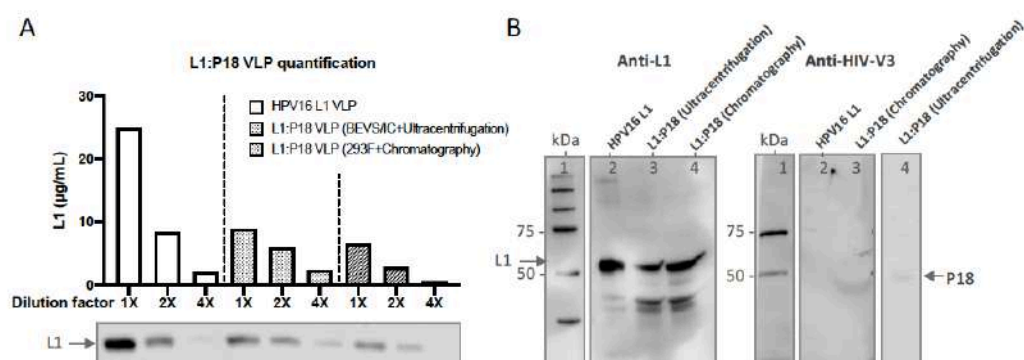 A
L1:P18 VLP quantification
30
20
10
0
L1 (µg/mL)
HPV16 L1 VLP
L1:P18 VLP (BEVS/IC+Ultracentrifugation)
L1:P18 VLP (293F+Chromatography)
Dilution factor 1X 2X 4X 1X 2X 4X 1X 2X 4X
L1
B
Anti-L1
kDa
HPV16 L1
L1:P18 (Ultracentrifugation)
L1:P18 (Chromatography)
1 2 3 4
75
L1
50
Anti-HIV-V3
kDa
HPV16 L1
L1:P18 (Chromatography)
L1:P18 (Ultracentrifugation)
1 2 3 4
75
50
P18